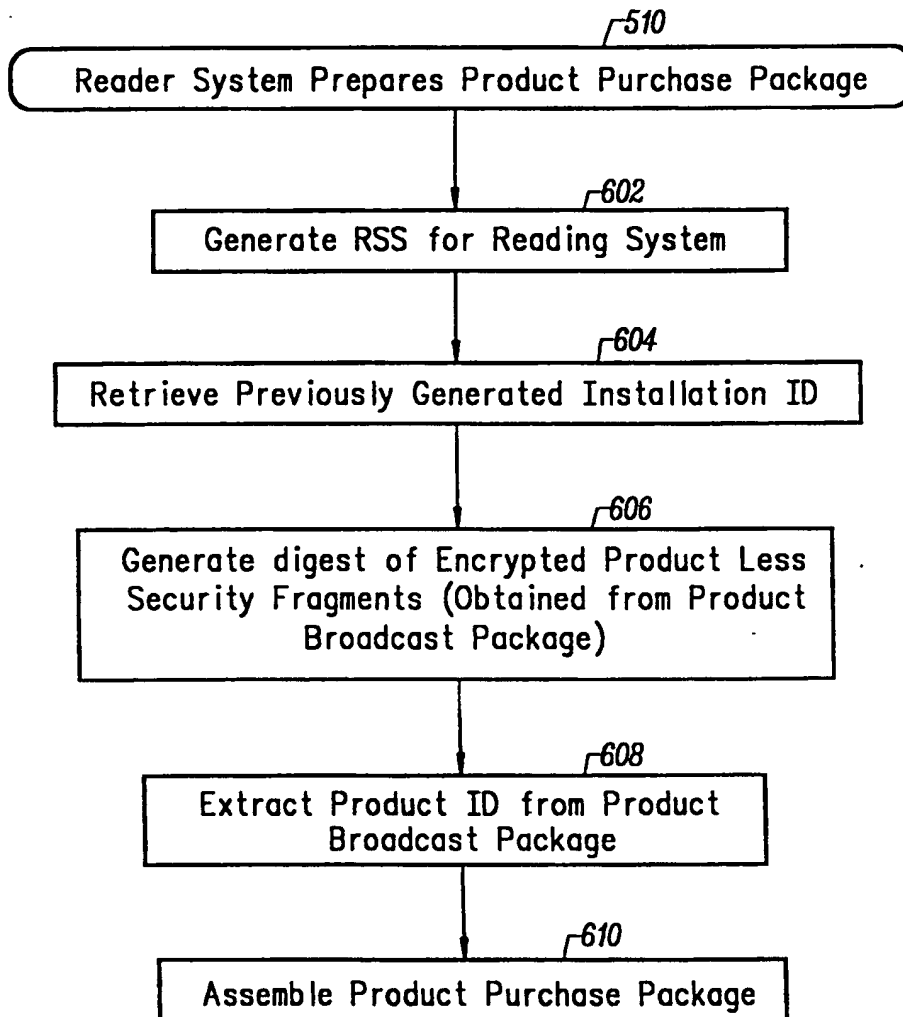 510
Reader System Prepares Product Purchase Package
602
Generate RSS for Reading System
604
Retrieve Previously Generated Installation ID
606
Generate digest of Encrypted Product Less
Security Fragments (Obtained from Product
Broadcast Package)
608
Extract Product ID from Product
Broadcast Package
610
Assemble Product Purchase Package